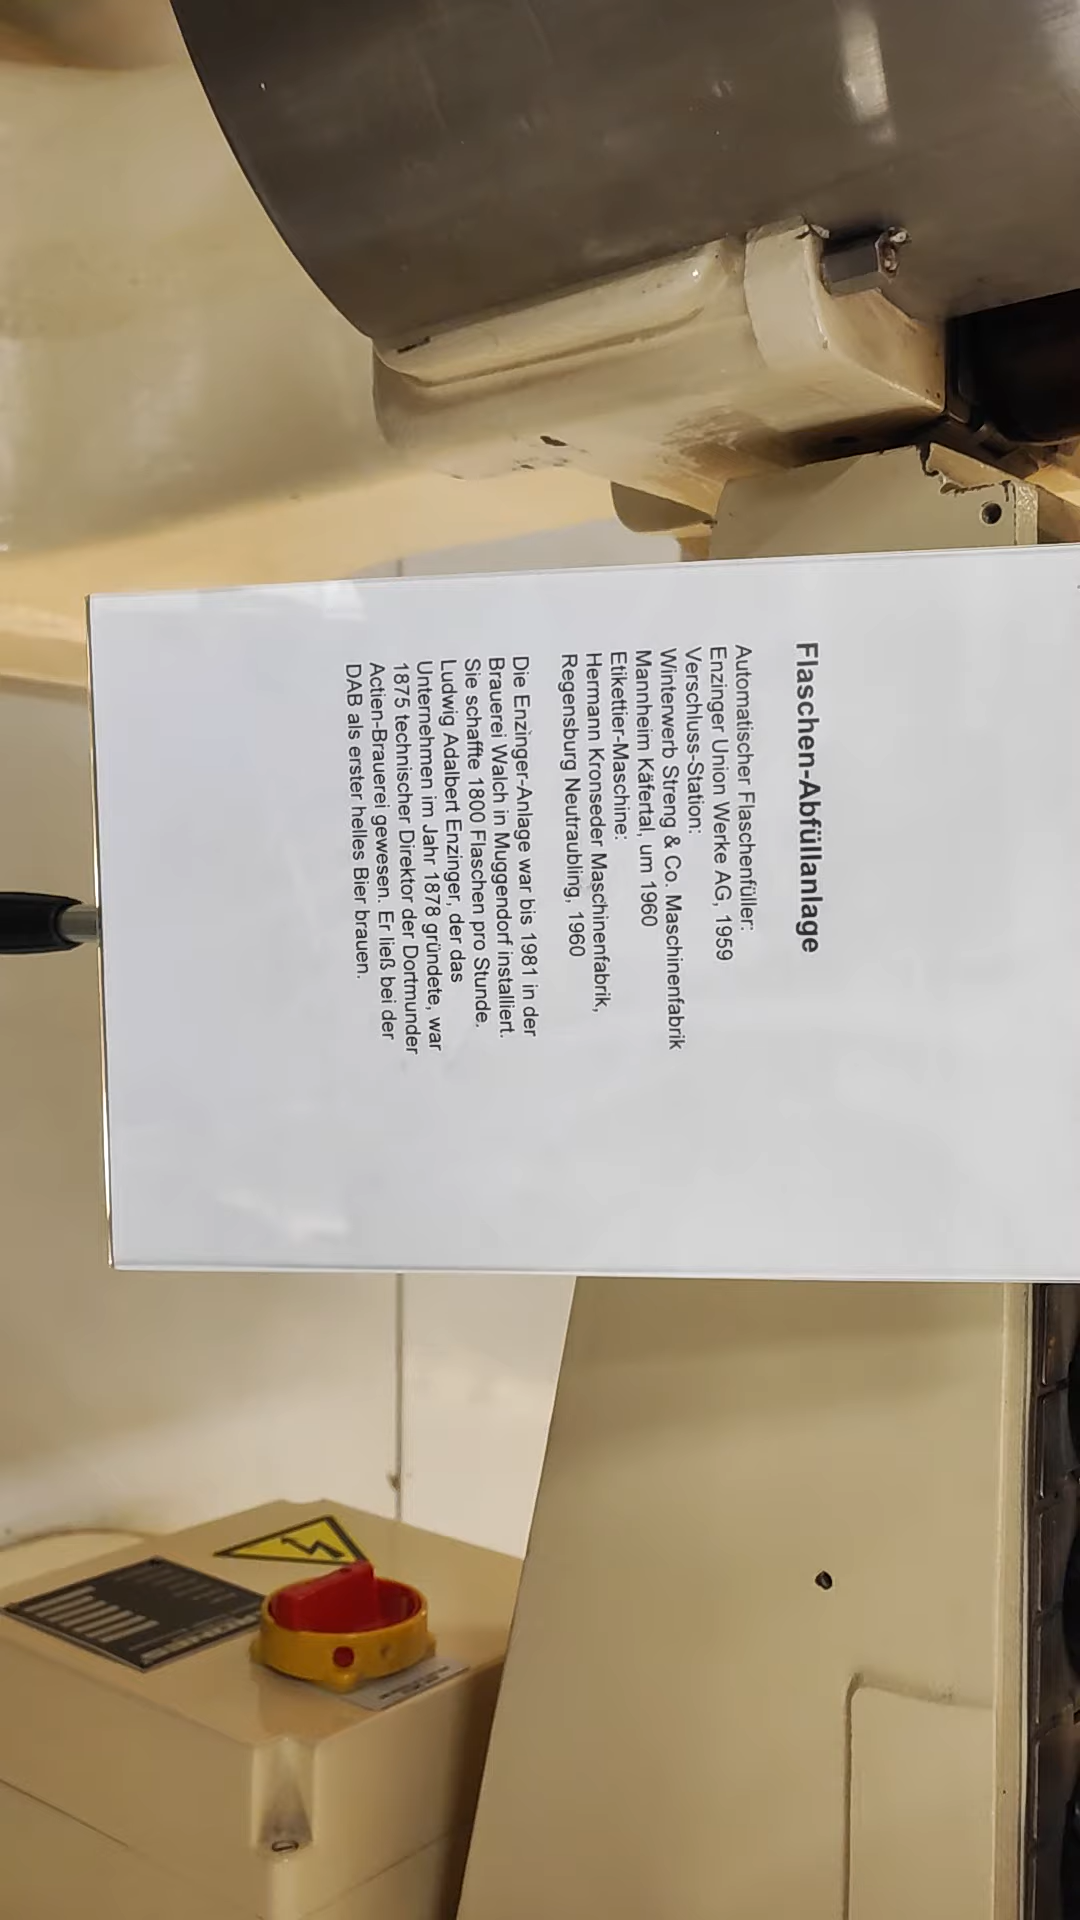 Flaschen-Abfüllanlage
Automatischer Flaschenfüller:
Enzinger Union Werke AG, 1959
Verschluss-Station:
Winterwerb Streng & Co. Maschinenfabrik
Mannheim Käfertal, um 1960
Etikettier-Maschine:
Hermann Kronseder Maschinenfabrik,
Regensburg Neutraubling, 1960
Die Enzinger-Anlage war bis 1981 in der
Brauerei Walch in Muggendorf installiert.
Sie schaffte 1800 Flaschen pro Stunde.
Ludwig Adalbert Enzinger, der das
Unternehmen im Jahr 1878 gründete, war
1875 technischer Direktor der Dortmunder
Actien-Brauerei gewesen. Er ließ bei der
DAB als erster helles Bier brauen.